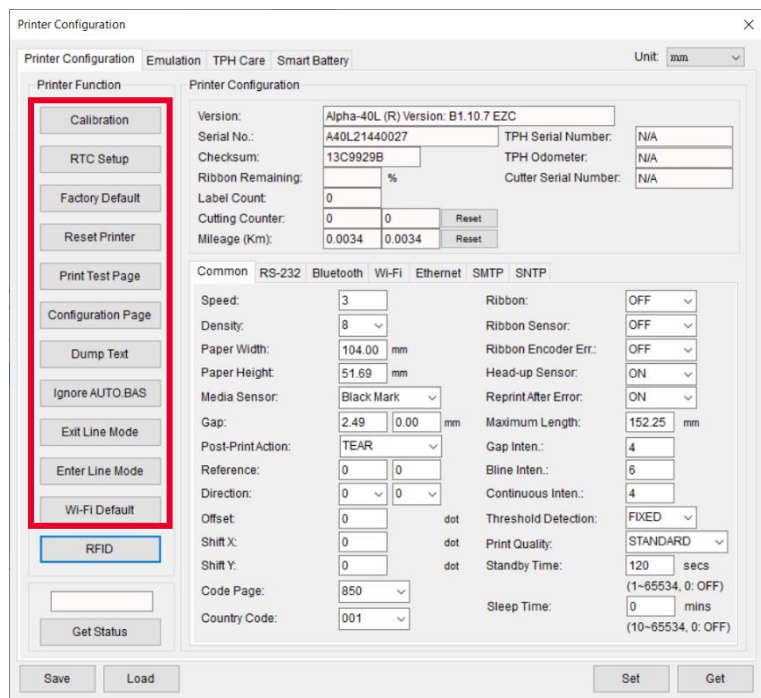 Printer Configuration
Printer Configuration Emulation TPH Care Smart Battery Unit: mm
Printer Function
Calibration
RTC Setup
Factory Default
Reset Printer
Print Test Page
Configuration Page
Dump Text
Ignore AUTO.BAS
Exit Line Mode
Enter Line Mode
Wi-Fi Default
RFID
Get Status
Printer Configuration
Version: Alpha-40L (R) Version: B1.10.7 EZC
Serial No.: A40L21440027 TPH Serial Number: N/A
Checksum: 13C9929B TPH Odometer: N/A
Ribbon Remaining: % Cutter Serial Number: N/A
Label Count: 0
Cutting Counter: 0 0 Reset
Mileage (Km): 0.0034 0.0034 Reset
Common RS-232 Bluetooth Wi-Fi Ethernet SMTP SNTP
Speed: 3 Ribbon: OFF
Density: 8 Ribbon Sensor: OFF
Paper Width: 104.00 mm Ribbon Encoder Err.: OFF
Paper Height: 51.69 mm Head-up Sensor: ON
Media Sensor: Black Mark Reprint After Error: ON
Gap: 2.49 0.00 mm Maximum Length: 152.25 mm
Post-Print Action: TEAR Gap Inten.: 4
Reference: 0 0 Bline Inten.: 6
Direction: 0 0 Continuous Inten.: 4
Offset: 0 dot Threshold Detection: FIXED
Shift X: 0 dot Print Quality: STANDARD
Shift Y: 0 dot Standby Time: 120 secs
(1~65534, 0: OFF)
Code Page: 850
Sleep Time: 0 mins
Country Code: 001
(10~65534, 0: OFF)
Save Load Set Get